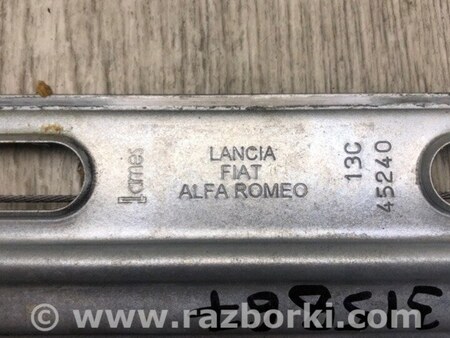 Lames
LANCIA
FIAT
ALFA ROMEO
13C
45240
© www.razborki.com